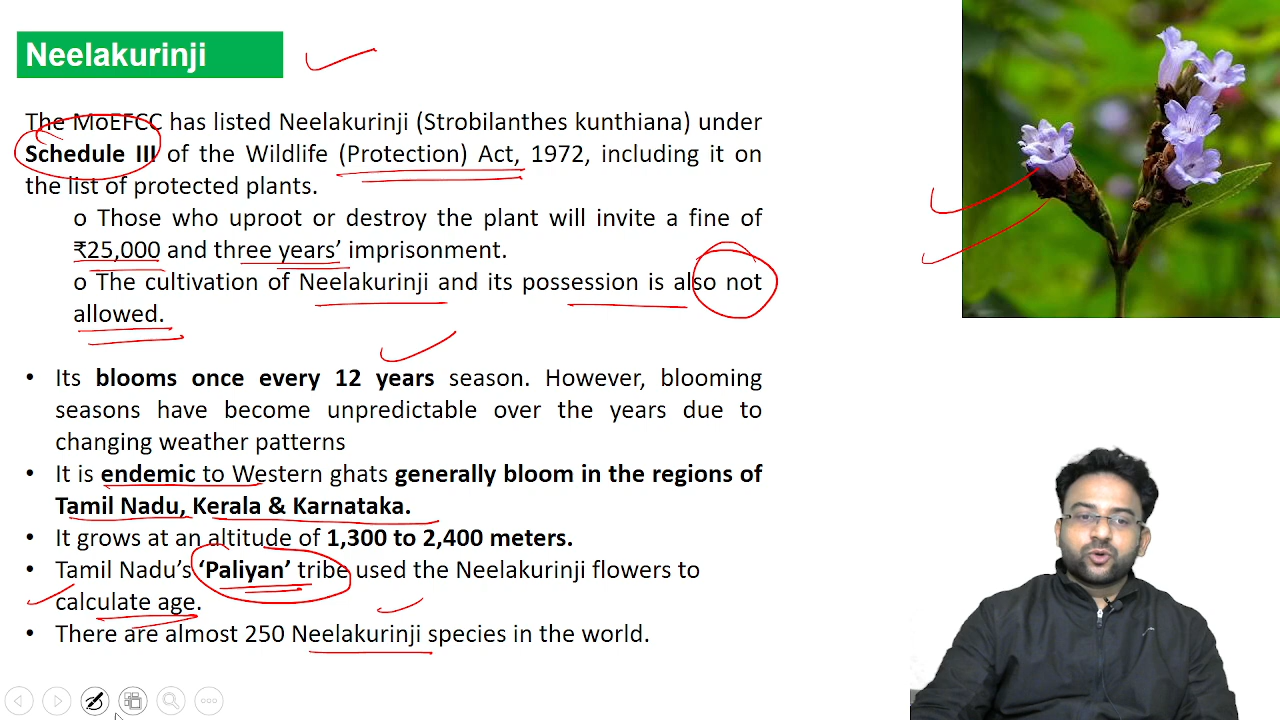 Neelakurinji
The MoEFCC has listed Neelakurinji (Strobilanthes kunthiana) under
Schedule III of the Wildlife (Protection) Act, 1972, including it on
the list of protected plants.
o Those who uproot or destroy the plant will invite a fine of
₹25,000 and three years’ imprisonment.
o The cultivation of Neelakurinji and its possession is also not
allowed.
• Its blooms once every 12 years season. However, blooming
seasons have become unpredictable over the years due to
changing weather patterns
• It is endemic to Western ghats generally bloom in the regions of
Tamil Nadu, Kerala & Karnataka.
• It grows at an altitude of 1,300 to 2,400 meters.
• Tamil Nadu’s ‘Paliyan’ tribe used the Neelakurinji flowers to
calculate age.
• There are almost 250 Neelakurinji species in the world.